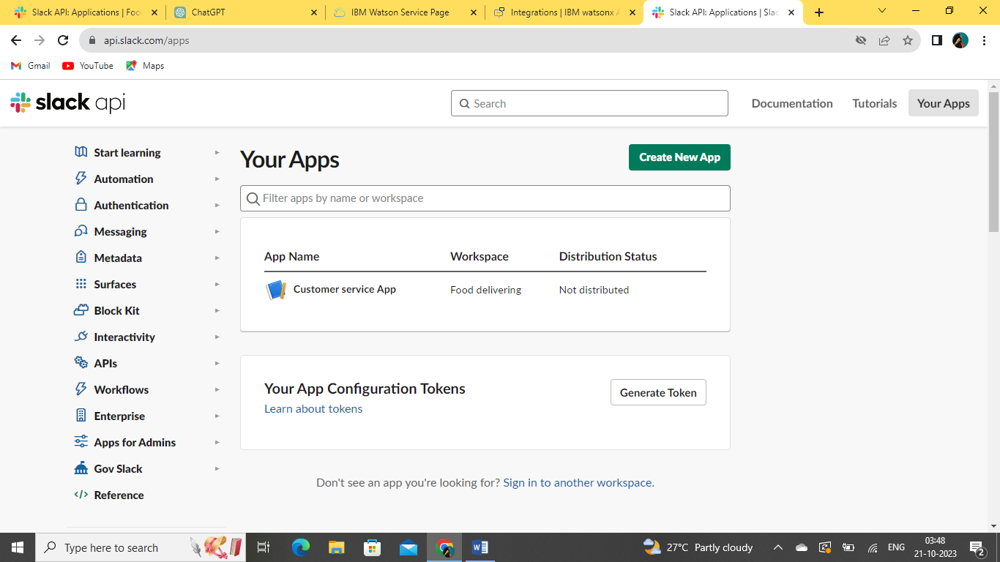 Slack API: Applications | Foo
ChatGPT
IBM Watson Service Page
Integrations | IBM watsonx A
Slack API: Applications | Slac
api.slack.com/apps
Gmail
YouTube
Maps
slack api
Search
Documentation
Tutorials
Your Apps
Start learning
Automation
Authentication
Messaging
Metadata
Surfaces
Block Kit
Interactivity
APIs
Workflows
Enterprise
Apps for Admins
Gov Slack
Reference
Your Apps
Create New App
Filter apps by name or workspace
App Name Workspace Distribution Status
Customer service App Food delivering Not distributed
Your App Configuration Tokens
Learn about tokens
Generate Token
Don't see an app you're looking for? Sign in to another workspace.
Type here to search
27°C Partly cloudy
ENG
03:48
21-10-2023
2